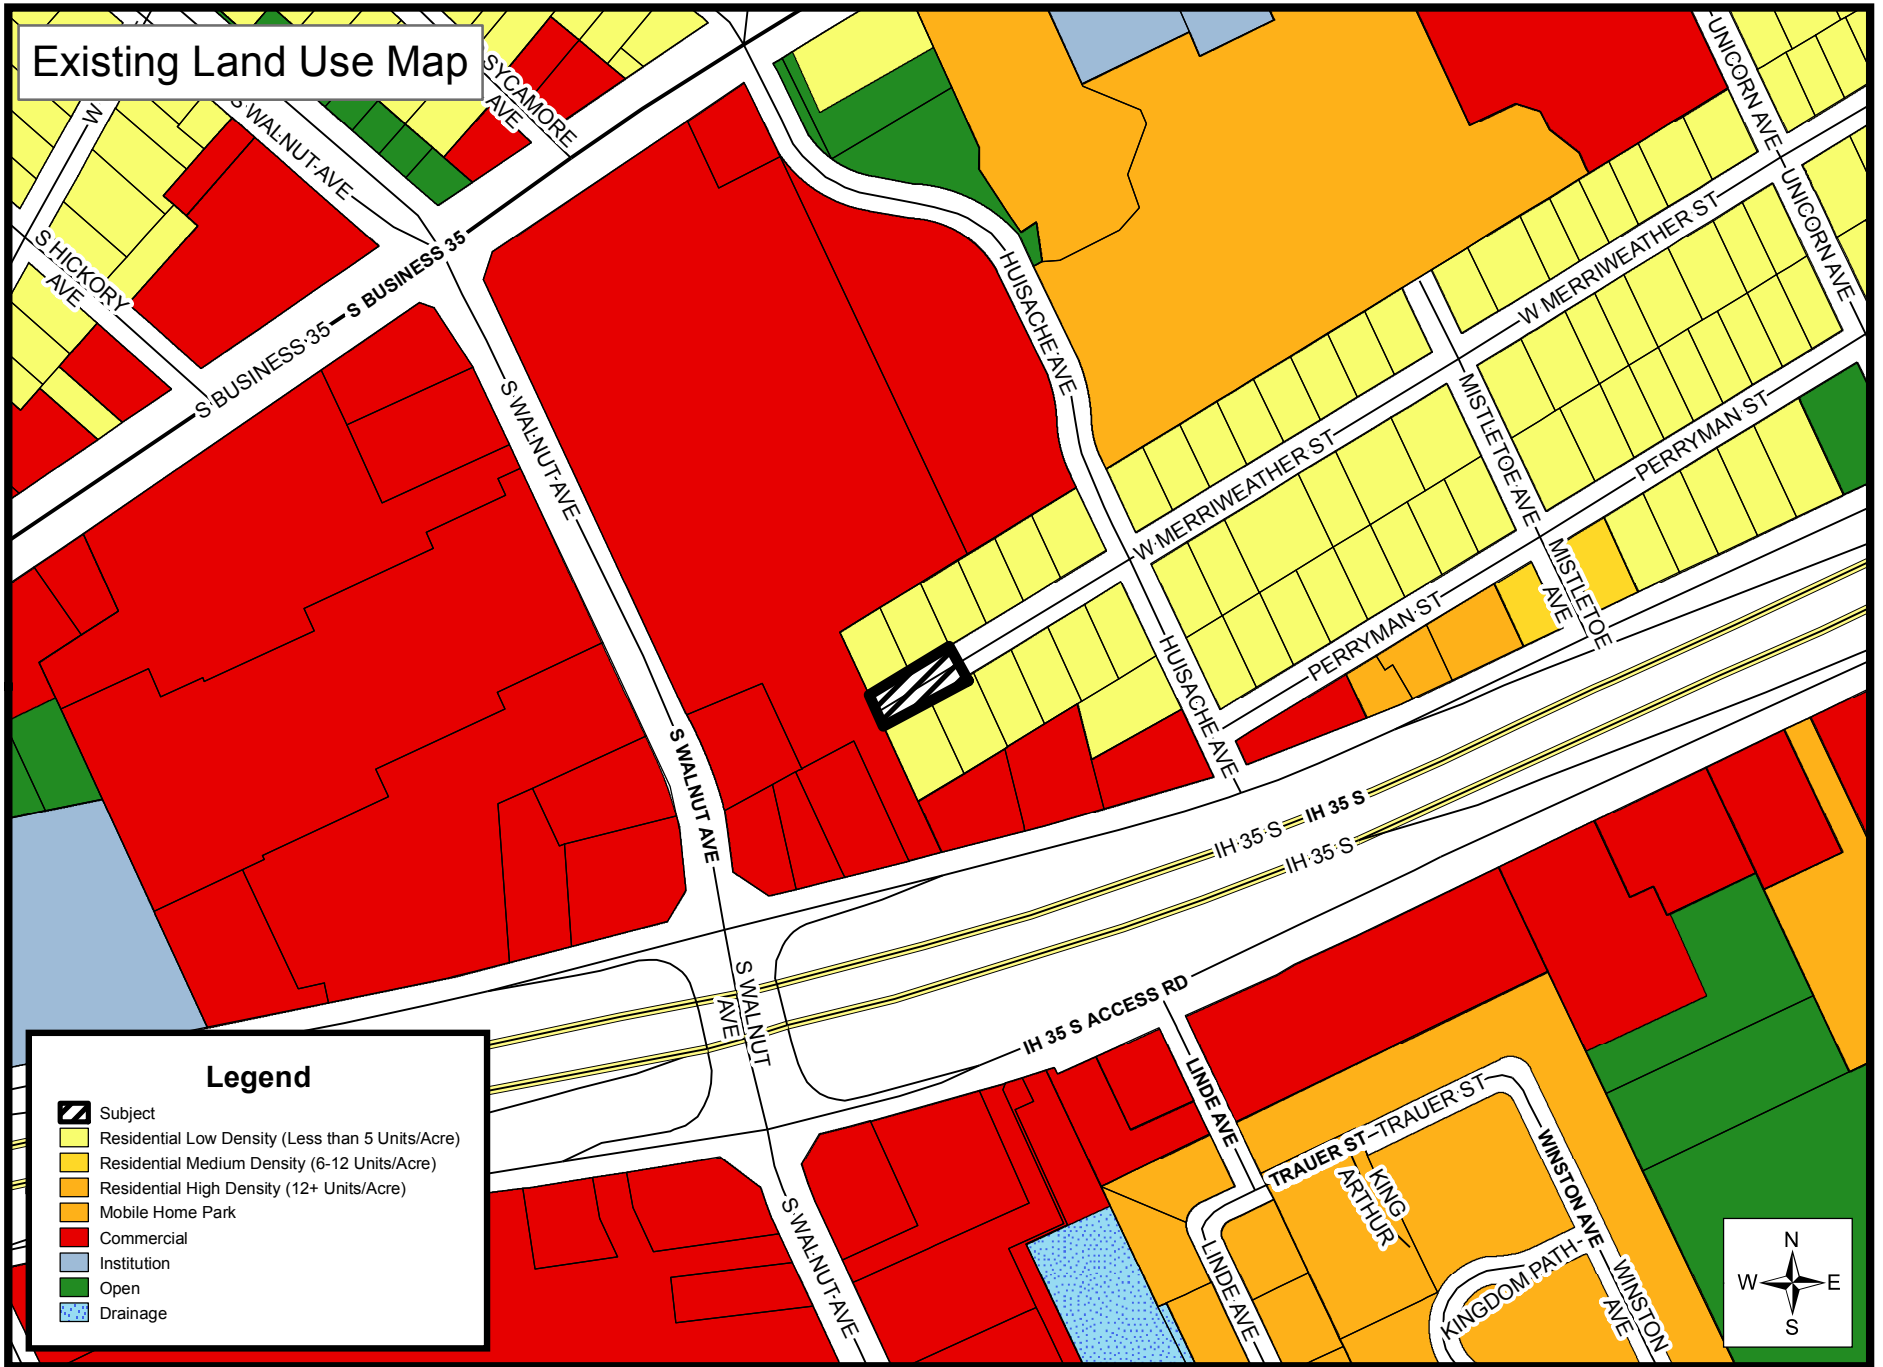 Existing Land Use Map
W
S WALNUT AVE
SYCAMORE
AVE
UNICORN AVE
UNICORN AVE
S HICKORY
AVE
S BUSINESS 35
S BUSINESS 35
HUISACHE AVE
W MERRIWEATHER ST
S WALNUT AVE
MISTLETOE AVE
PERRYMAN ST
W MERRIWEATHER ST
MISTLETOE
AVE
PERRYMAN ST
HUISACHE AVE
S WALNUT AVE
IH 35 S
IH 35 S
IH 35 S
S WALNUT
AVE
IH 35 S ACCESS RD
LINDE AVE
TRAUER ST
TRAUER ST
KING
ARTHUR
WINSTON AVE
S WALNUT AVE
LINDE AVE
KINGDOM PATH
WINSTON
AVE
Legend
Subject
Residential Low Density (Less than 5 Units/Acre)
Residential Medium Density (6-12 Units/Acre)
Residential High Density (12+ Units/Acre)
Mobile Home Park
Commercial
Institution
Open
Drainage
N
W E
S